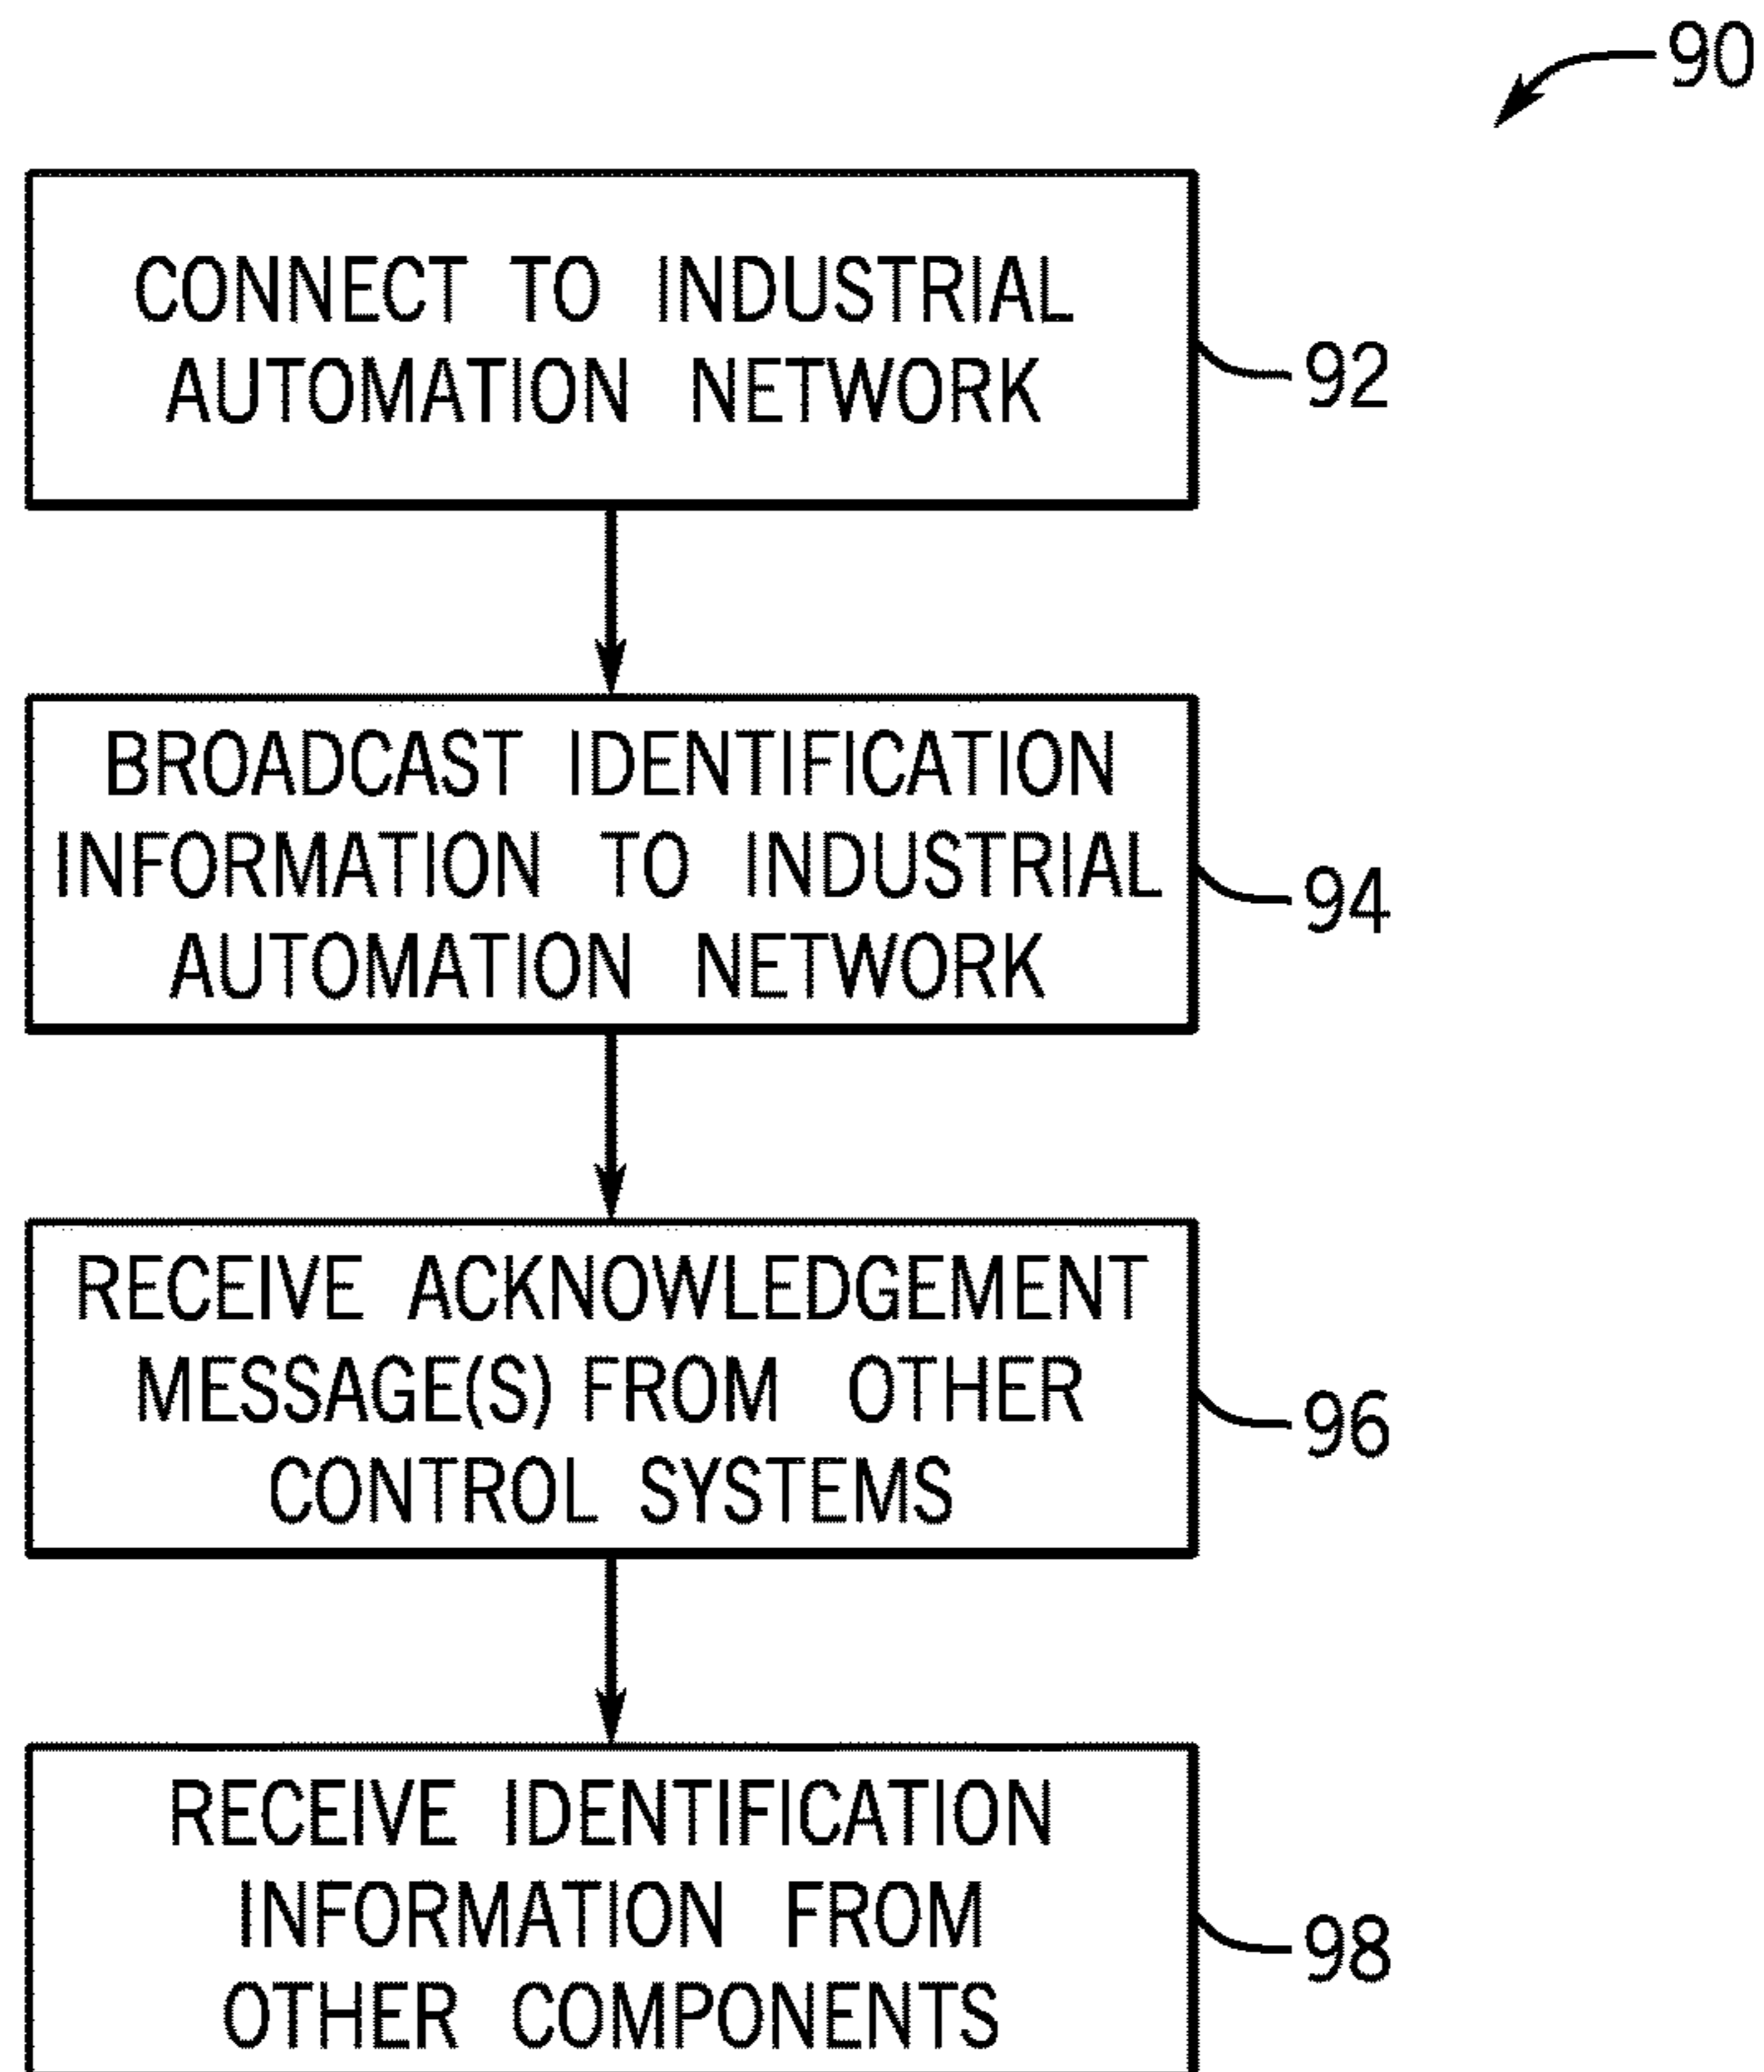 90
CONNECT TO INDUSTRIAL
AUTOMATION NETWORK
92
BROADCAST IDENTIFICATION
INFORMATION TO INDUSTRIAL
AUTOMATION NETWORK
94
RECEIVE ACKNOWLEDGEMENT
MESSAGE(S) FROM OTHER
CONTROL SYSTEMS
96
RECEIVE IDENTIFICATION
INFORMATION FROM
OTHER COMPONENTS
98